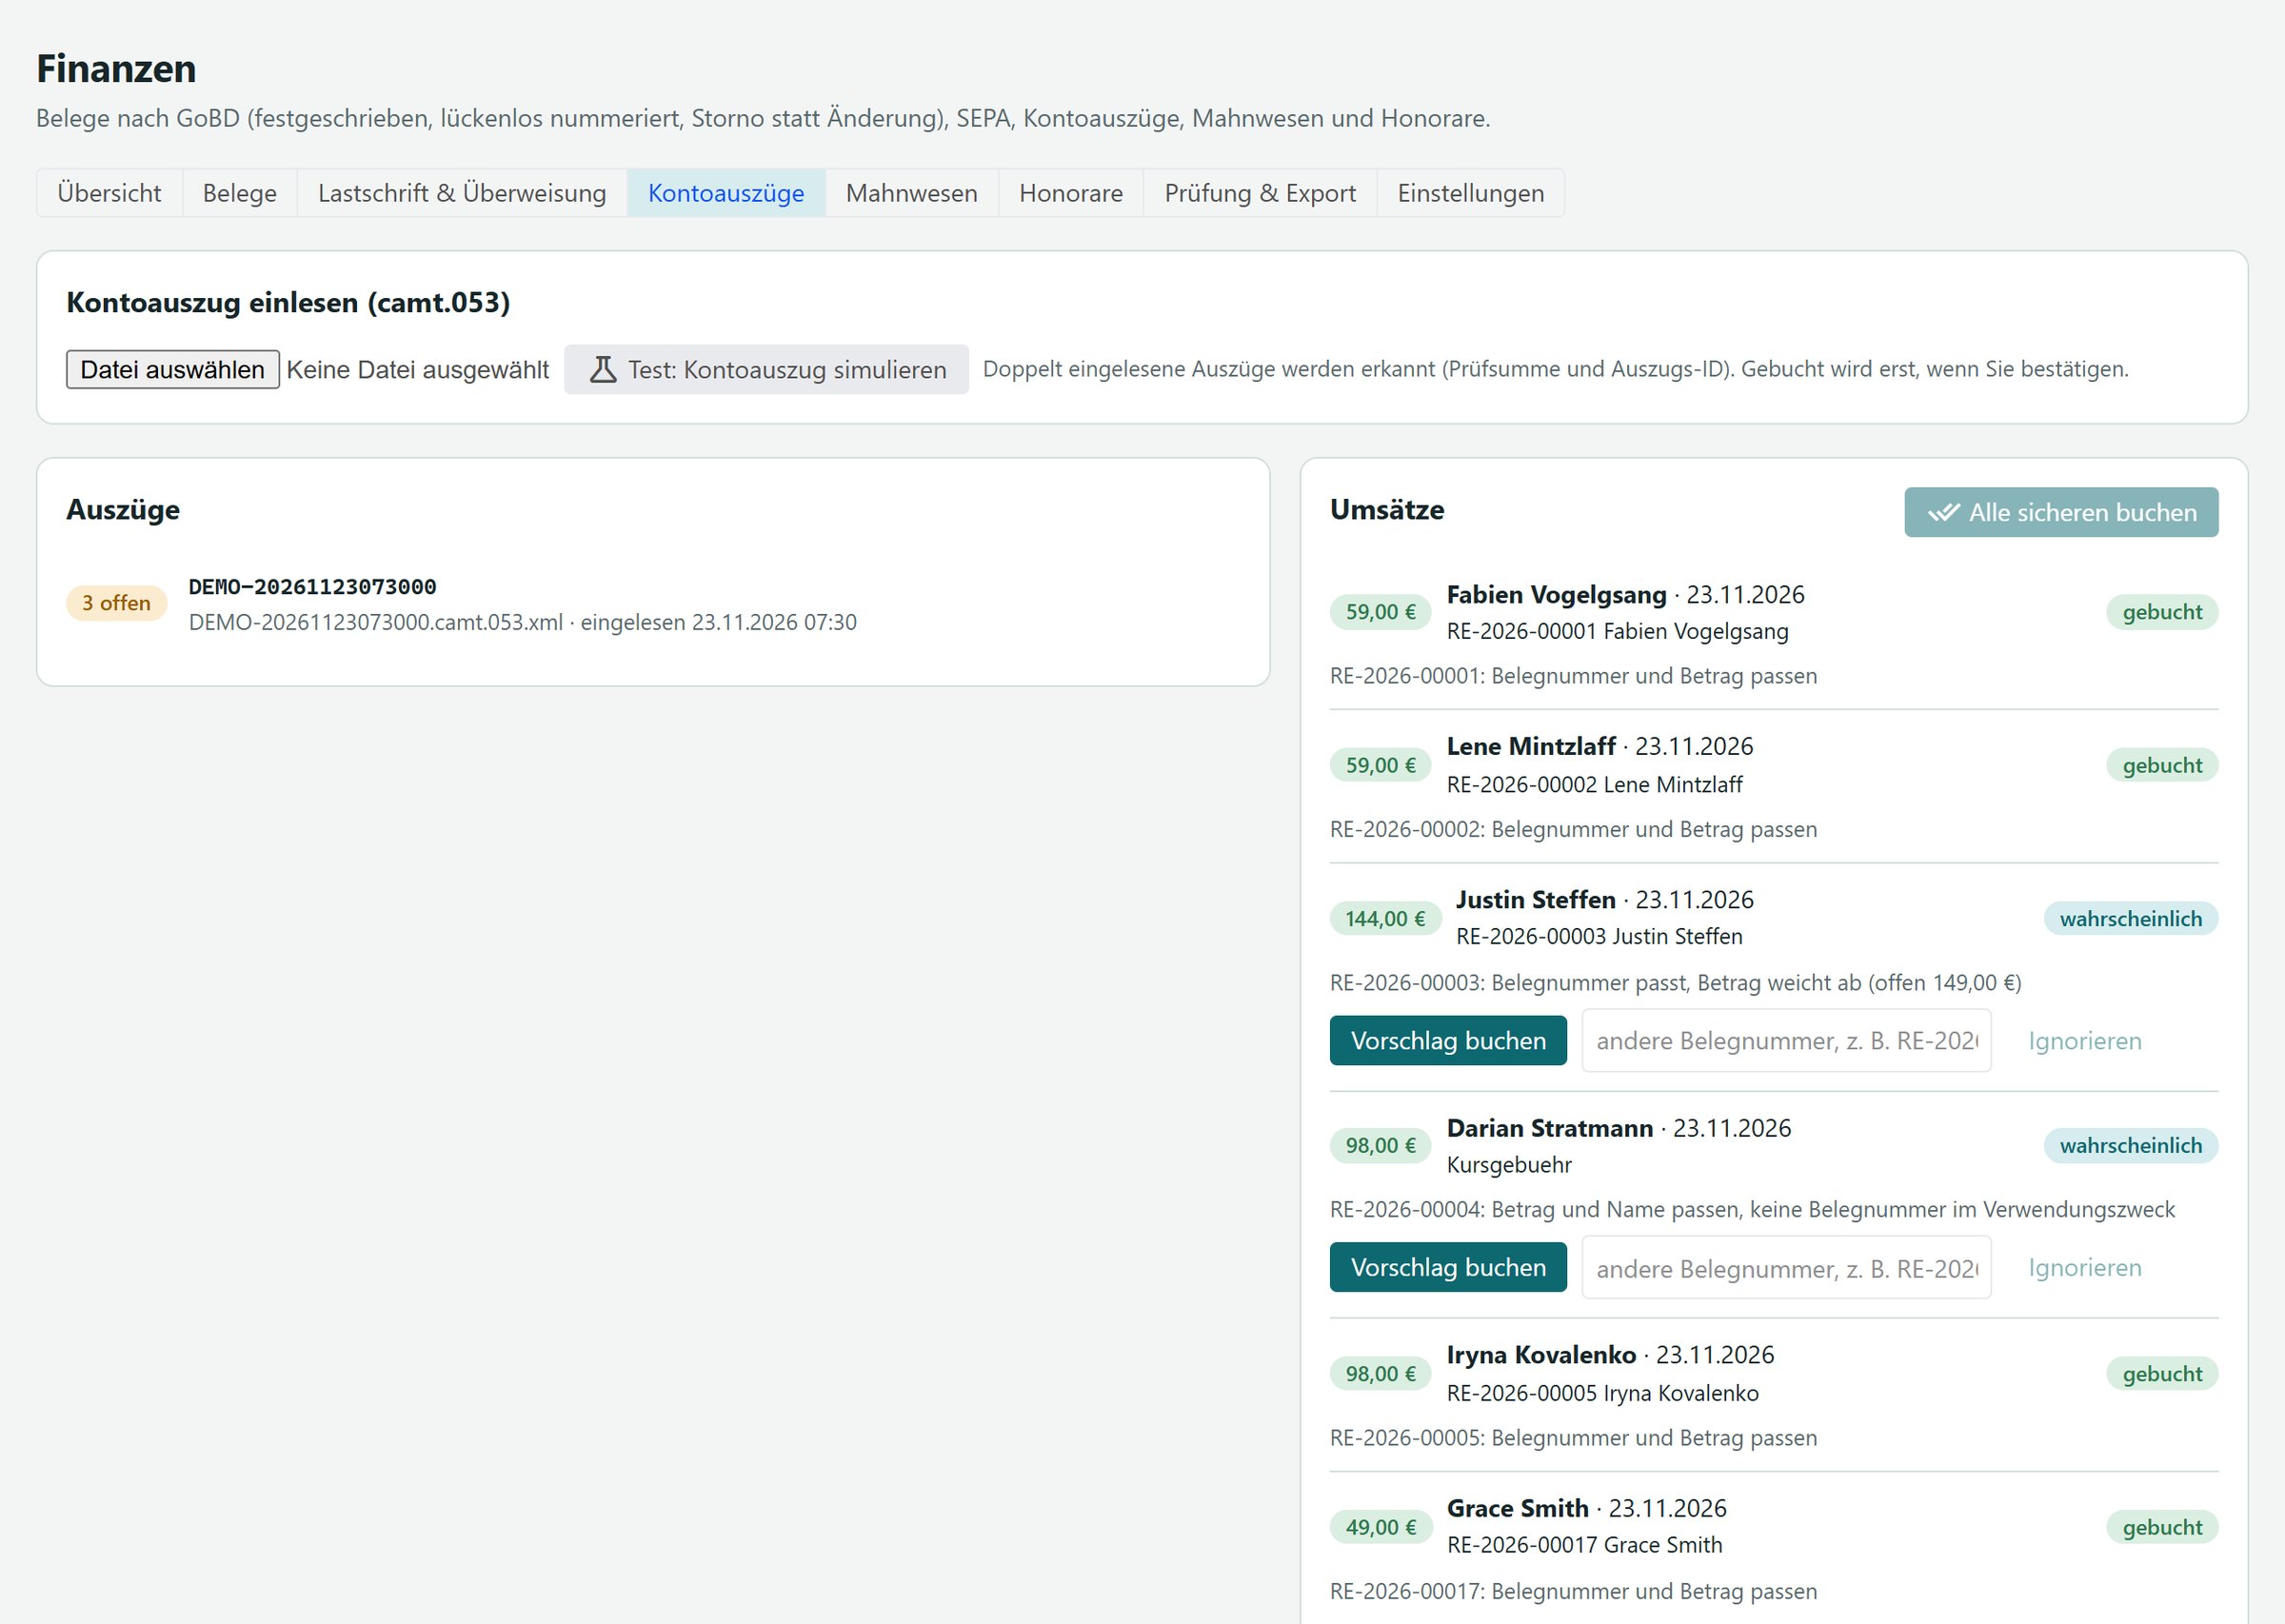 Finanzen
Belege nach GoBD (festgeschrieben, lückenlos nummeriert, Storno statt Änderung), SEPA, Kontoauszüge, Mahnwesen und Honorare.
Übersicht Belege Lastschrift & Überweisung Kontoauszüge Mahnwesen Honorare Prüfung & Export Einstellungen
Kontoauszug einlesen (camt.053)
Datei auswählen Keine Datei ausgewählt Test: Kontoauszug simulieren Doppelt eingelesene Auszüge werden erkannt (Prüfsumme und Auszugs-ID). Gebucht wird erst, wenn Sie bestätigen.
Auszüge
3 offen
DEMO-20261123073000
DEMO-20261123073000.camt.053.xml · eingelesen 23.11.2026 07:30
Umsätze
Alle sicheren buchen
59,00 € Fabien Vogelgsang · 23.11.2026 gebucht
RE-2026-00001 Fabien Vogelgsang
RE-2026-00001: Belegnummer und Betrag passen
59,00 € Lene Mintzlaff · 23.11.2026 gebucht
RE-2026-00002 Lene Mintzlaff
RE-2026-00002: Belegnummer und Betrag passen
144,00 € Justin Steffen · 23.11.2026 wahrscheinlich
RE-2026-00003 Justin Steffen
RE-2026-00003: Belegnummer passt, Betrag weicht ab (offen 149,00 €)
Vorschlag buchen andere Belegnummer, z. B. RE-202 Ignorieren
98,00 € Darian Stratmann · 23.11.2026 wahrscheinlich
Kursgebuehr
RE-2026-00004: Betrag und Name passen, keine Belegnummer im Verwendungszweck
Vorschlag buchen andere Belegnummer, z. B. RE-202 Ignorieren
98,00 € Iryna Kovalenko · 23.11.2026 gebucht
RE-2026-00005 Iryna Kovalenko
RE-2026-00005: Belegnummer und Betrag passen
49,00 € Grace Smith · 23.11.2026 gebucht
RE-2026-00017 Grace Smith
RE-2026-00017: Belegnummer und Betrag passen